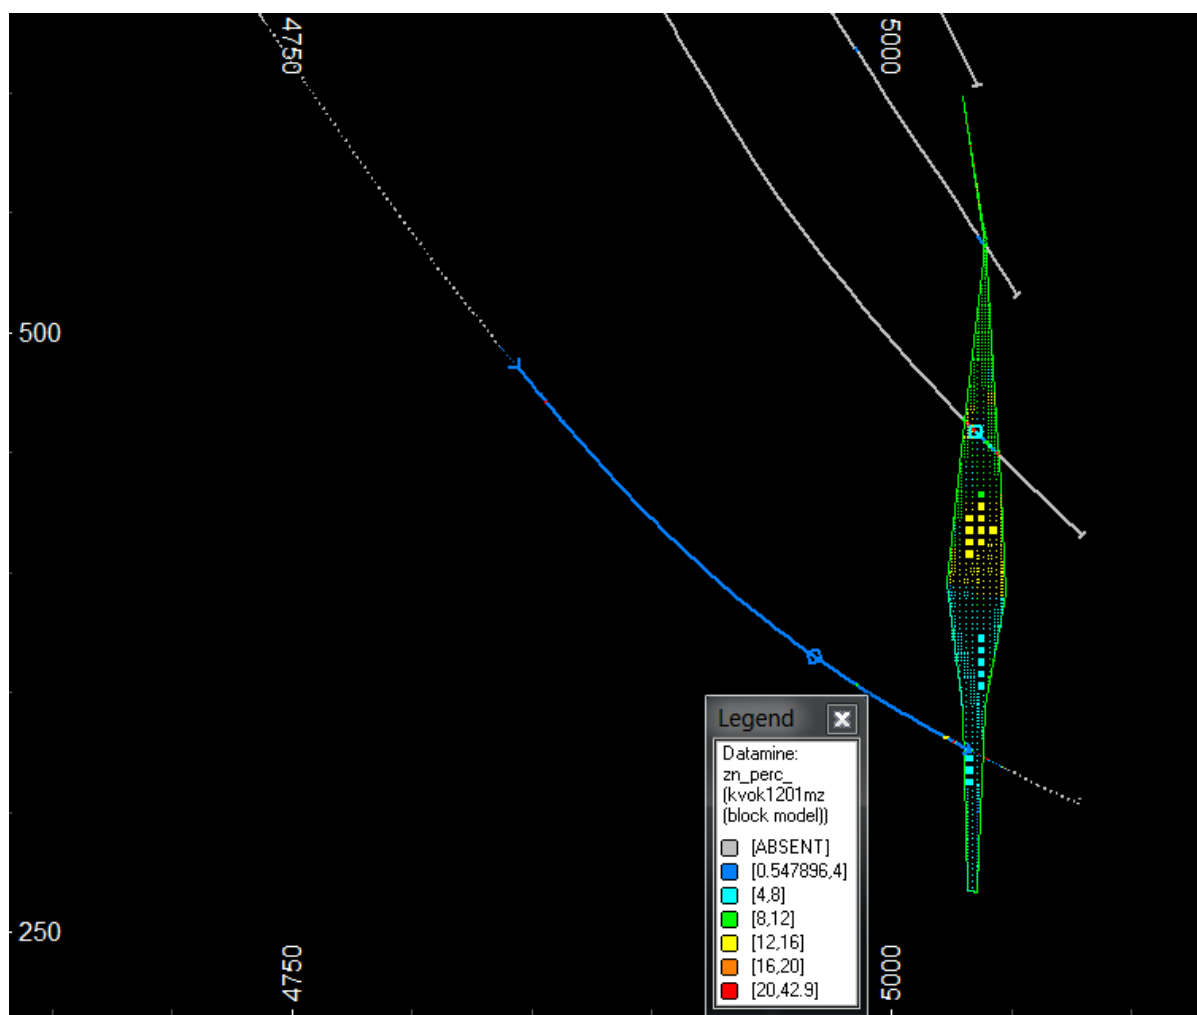 4750
5000
500
Legend
Datamine:
zn_perc_
(kvok1201mz
(block model))
[ABSENT]
[0.547896,4]
[4,8]
[8,12]
[12,16]
[16,20]
[20,42.9]
250
4750
5000